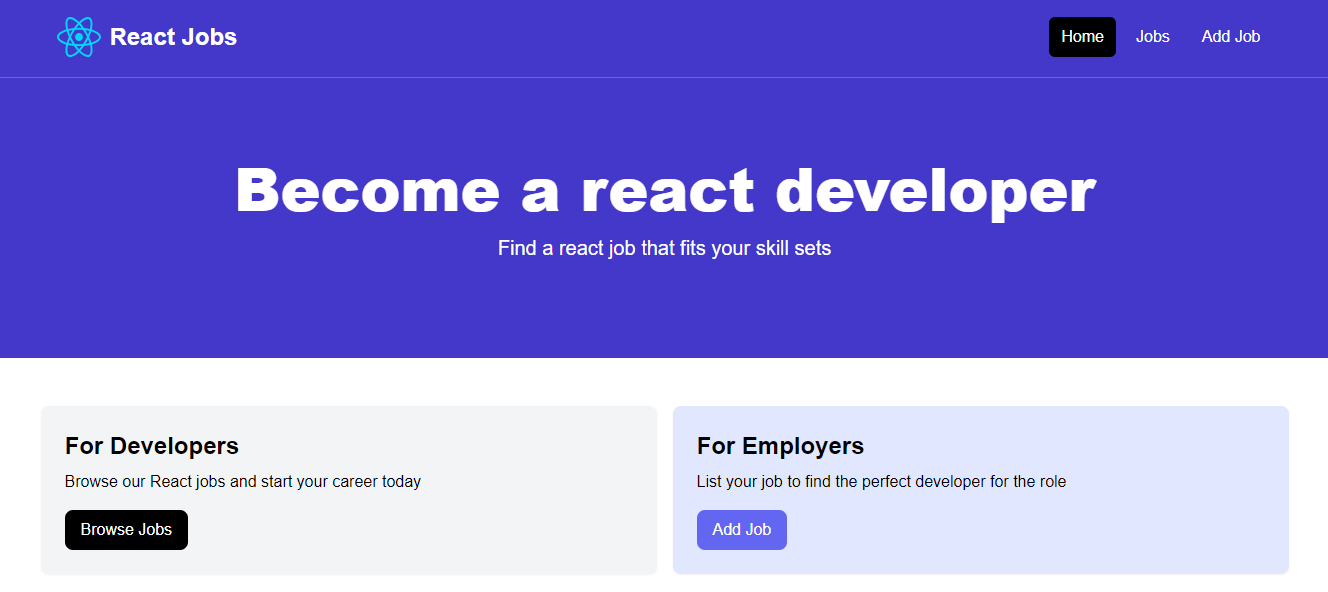 React Jobs
Home Jobs Add Job
Become a react developer
Find a react job that fits your skill sets
For Developers
Browse our React jobs and start your career today
Browse Jobs
For Employers
List your job to find the perfect developer for the role
Add Job